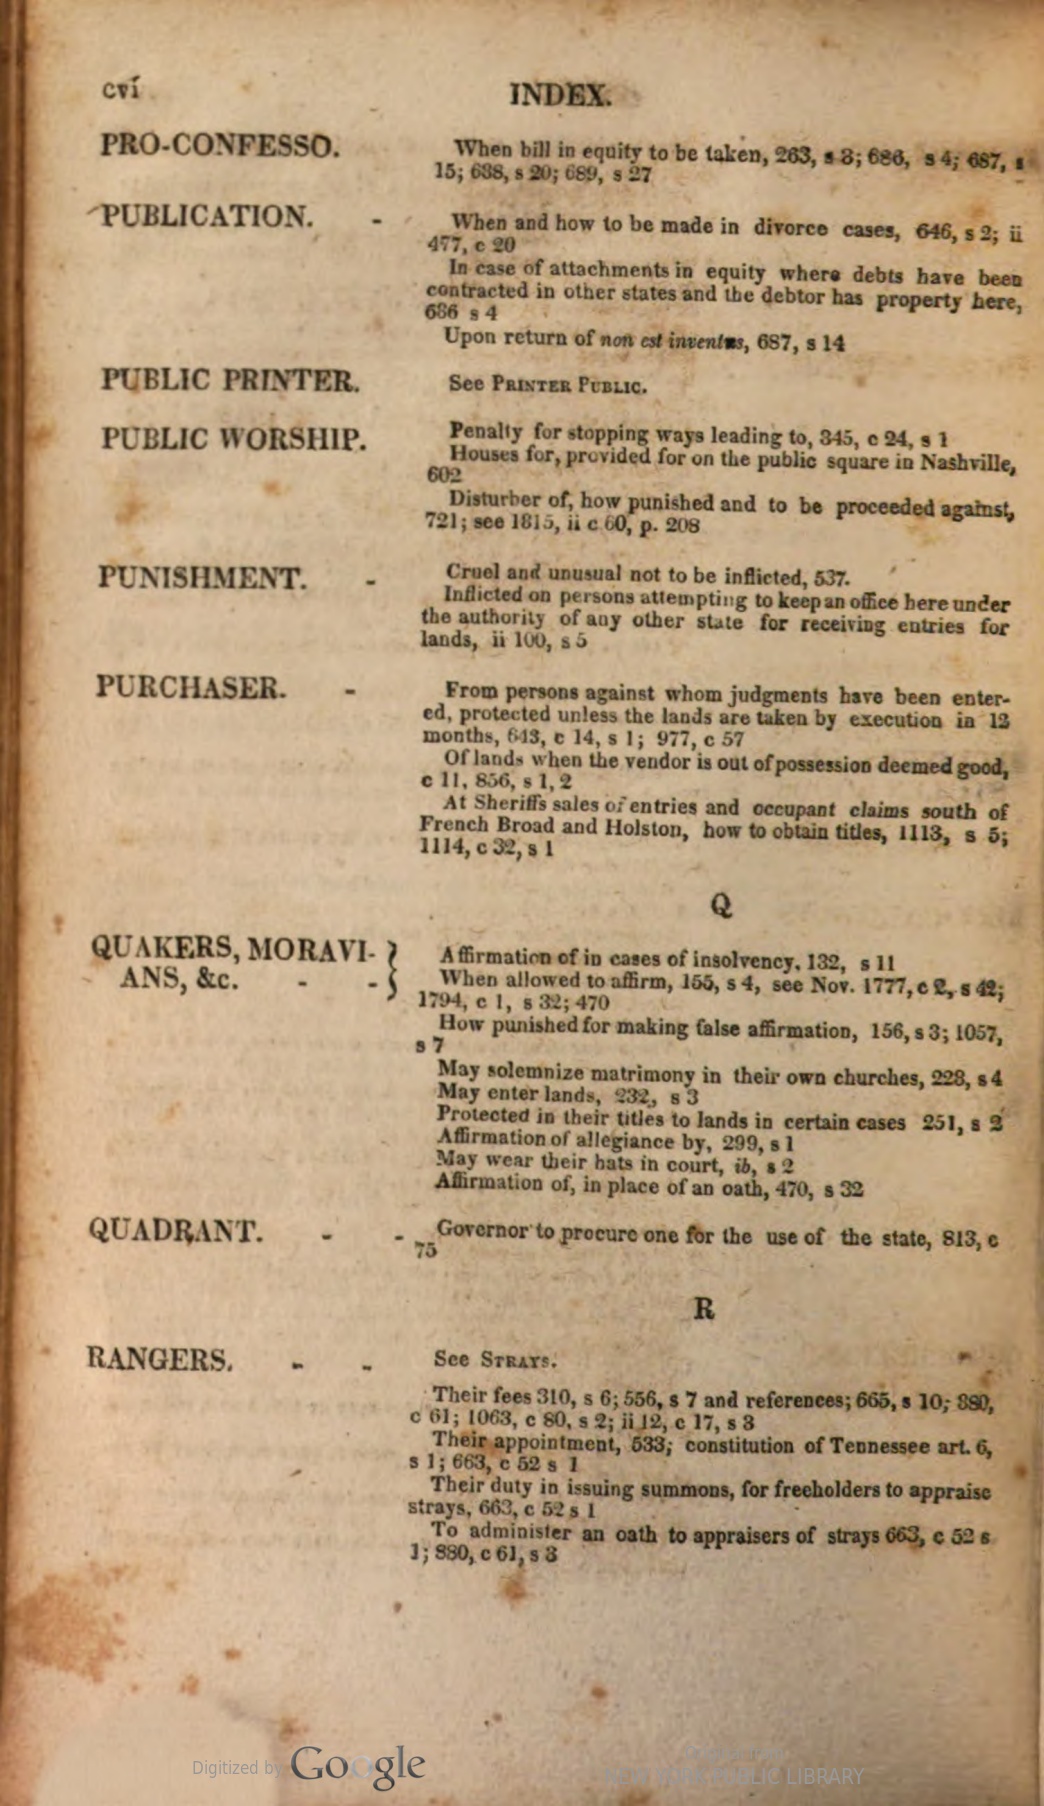 cvi
INDEX.
PRO-CONFESSO. When bill in equity to be taken, 263, s 3; 686, s 4; 687, s
15; 638, s 20; 689, s 27
PUBLICATION. - When and how to be made in divorce cases, 646, s 2; ii
477, c 20
In case of attachments in equity where debts have been
contracted in other states and the debtor has property here,
686 s 4
Upon return of non est inventus, 687, s 14
PUBLIC PRINTER. See PRINTER PUBLIC.
PUBLIC WORSHIP. Penalty for stopping ways leading to, 345, c 24, s 1
Houses for, provided for on the public square in Nashville,
602
Disturber of, how punished and to be proceeded against,
721; see 1815, ii c 60, p. 208
PUNISHMENT. - Cruel and unusual not to be inflicted, 537.
Inflicted on persons attempting to keep an office here under
the authority of any other state for receiving entries for
lands, ii 100, s 5
PURCHASER. - From persons against whom judgments have been enter-
ed, protected unless the lands are taken by execution in 12
months, 643, c 14, s 1; 977, c 57
Of lands when the vendor is out of possession deemed good,
c 11, 856, s 1, 2
At Sheriffs sales of entries and occupant claims south of
French Broad and Holston, how to obtain titles, 1113, s 5;
1114, c 32, s 1
Q
QUAKERS, MORAVI- } Affirmation of in cases of insolvency, 132, s 11
ANS, &c. - - When allowed to affirm, 155, s 4, see Nov. 1777, c 2, s 42;
1794, c 1, s 32; 470
How punished for making false affirmation, 156, s 3; 1057,
s 7
May solemnize matrimony in their own churches, 228, s 4
May enter lands, 232, s 3
Protected in their titles to lands in certain cases 251, s 2
Affirmation of allegiance by, 299, s 1
May wear their hats in court, ib, s 2
Affirmation of, in place of an oath, 470, s 32
QUADRANT. - - Governor to procure one for the use of the state, 813, c
75
R
RANGERS. - - See STRAYS.
Their fees 310, s 6; 556, s 7 and references; 665, s 10; 880,
c 61; 1063, c 80, s 2; ii 12, c 17, s 3
Their appointment, 533; constitution of Tennessee art. 6,
s 1; 663, c 52 s 1
Their duty in issuing summons, for freeholders to appraise
strays, 663, c 52 s 1
To administer an oath to appraisers of strays 663, c 52 s
1; 880, c 61, s 3
Digitized by Google
Original from
NEW YORK PUBLIC LIBRARY